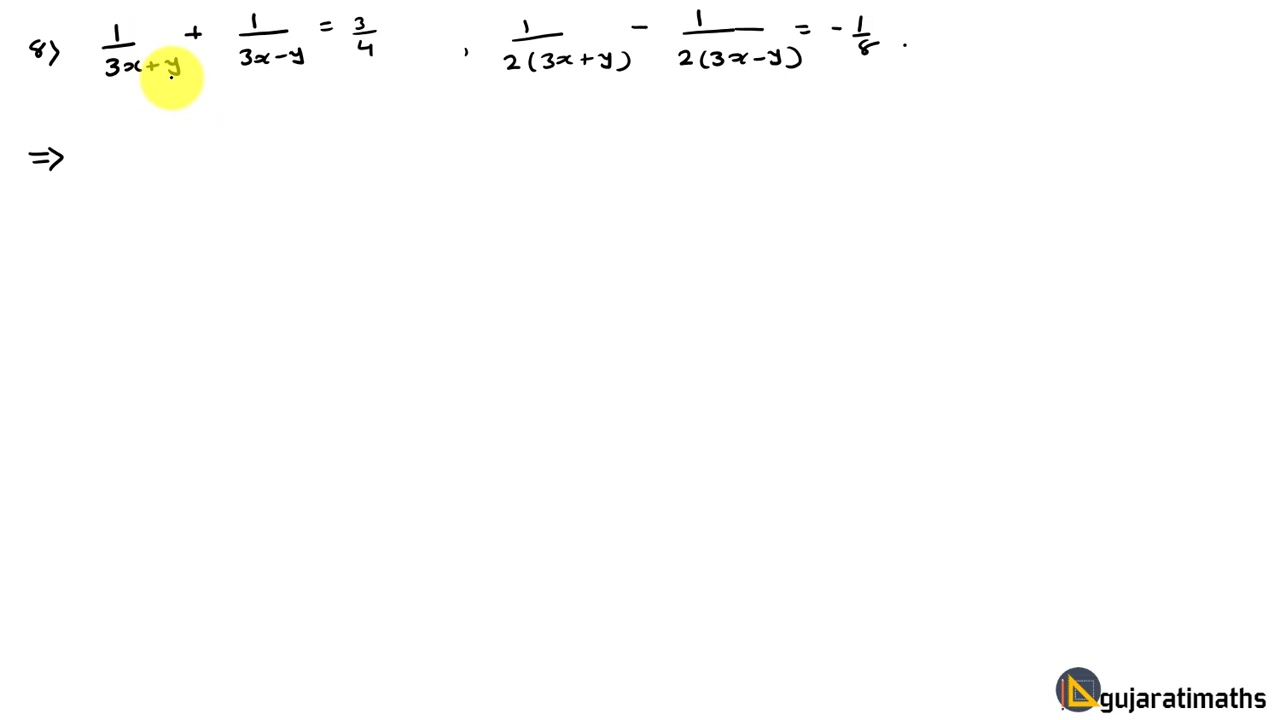 8) 1/(3x+y) + 1/(3x-y) = 3/4 , 1/(2(3x+y)) - 1/(2(3x-y)) = -1/8 .
=>
gujaratimaths